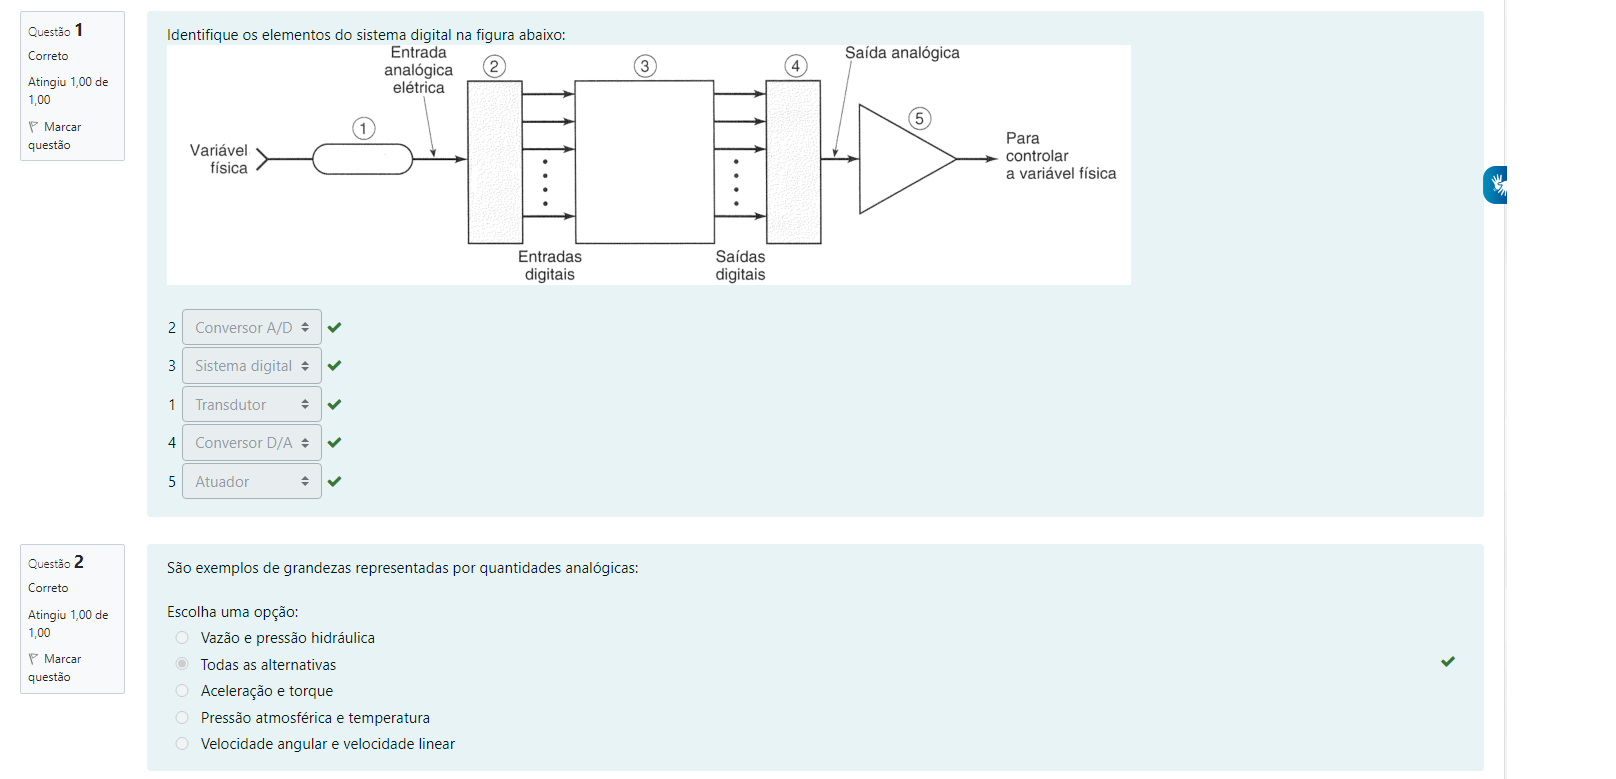 Questão 1
Correto
Atingiu 1,00 de
1,00
Marcar
questão
Identifique os elementos do sistema digital na figura abaixo:
Entrada
analógica
elétrica
Saída analógica
2
3
4
5
1
Variável
física
Para
controlar
a variável física
Entradas
digitais
Saídas
digitais
2 Conversor A/D
3 Sistema digital
1 Transdutor
4 Conversor D/A
5 Atuador
Questão 2
Correto
Atingiu 1,00 de
1,00
Marcar
questão
São exemplos de grandezas representadas por quantidades analógicas:
Escolha uma opção:
Vazão e pressão hidráulica
Todas as alternativas
Aceleração e torque
Pressão atmosférica e temperatura
Velocidade angular e velocidade linear